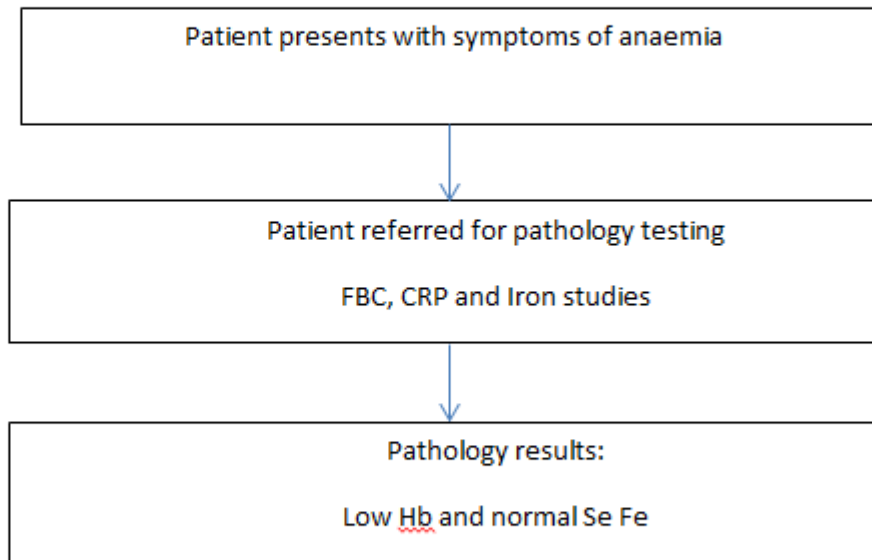 Patient presents with symptoms of anaemia
Patient referred for pathology testing
FBC, CRP and Iron studies
Pathology results:
Low Hb and normal Se Fe